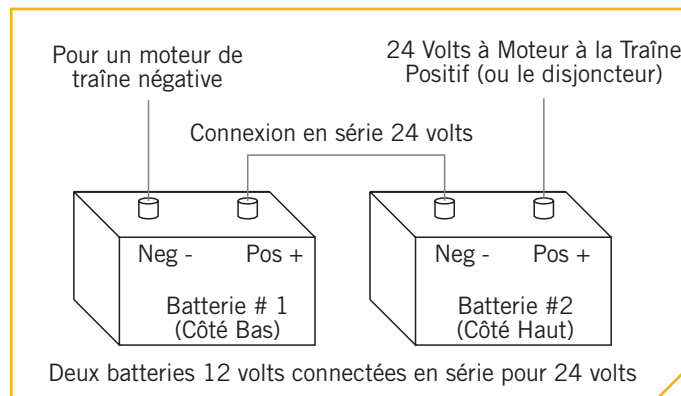 Pour un moteur de
traîne négative
24 Volts à Moteur à la Traîne
Positif (ou le disjoncteur)
Connexion en série 24 volts
Neg - Pos +
Batterie # 1
(Côté Bas)
Neg - Pos +
Batterie #2
(Côté Haut)
Deux batteries 12 volts connectées en série pour 24 volts